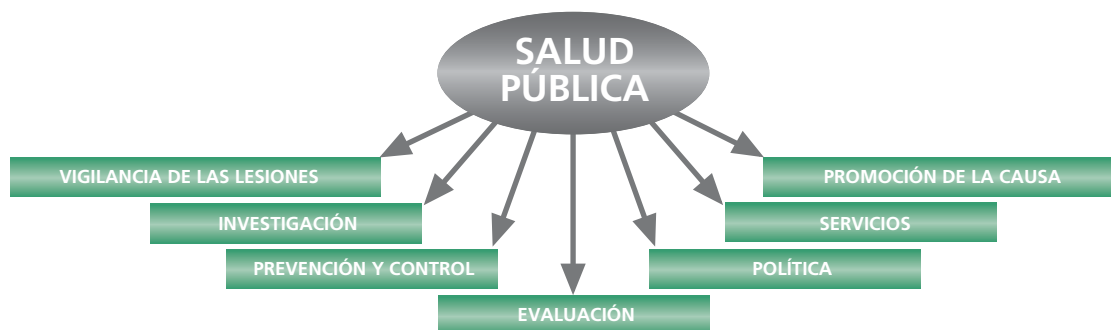 SALUD
PÚBLICA
VIGILANCIA DE LAS LESIONES
PROMOCIÓN DE LA CAUSA
INVESTIGACIÓN
SERVICIOS
PREVENCIÓN Y CONTROL
POLÍTICA
EVALUACIÓN